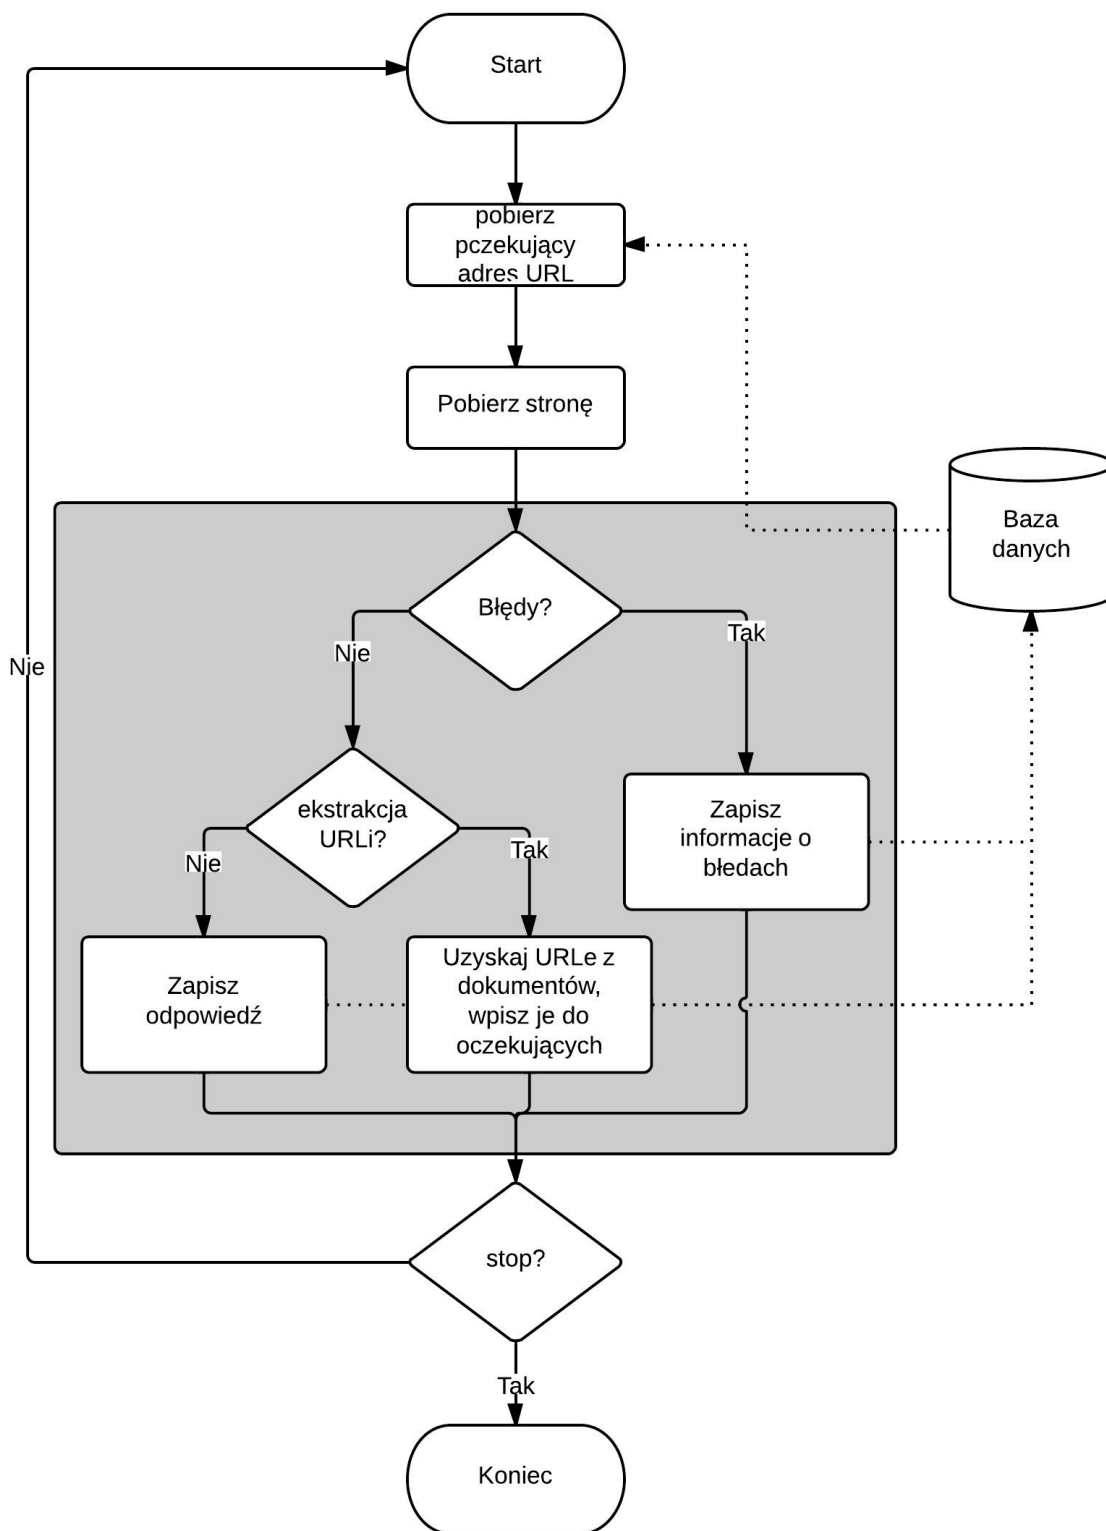 Start
pobierz
pczekujący
adres URL
Pobierz stronę
Baza
danych
Błędy?
Tak
Nie
Nie
ekstrakcja
URLi?
Zapisz
informacje o
błedach
Nie
Tak
Uzyskaj URLe z
dokumentów,
wpisz je do
oczekujących
Zapisz
odpowiedź
stop?
Tak
Koniec